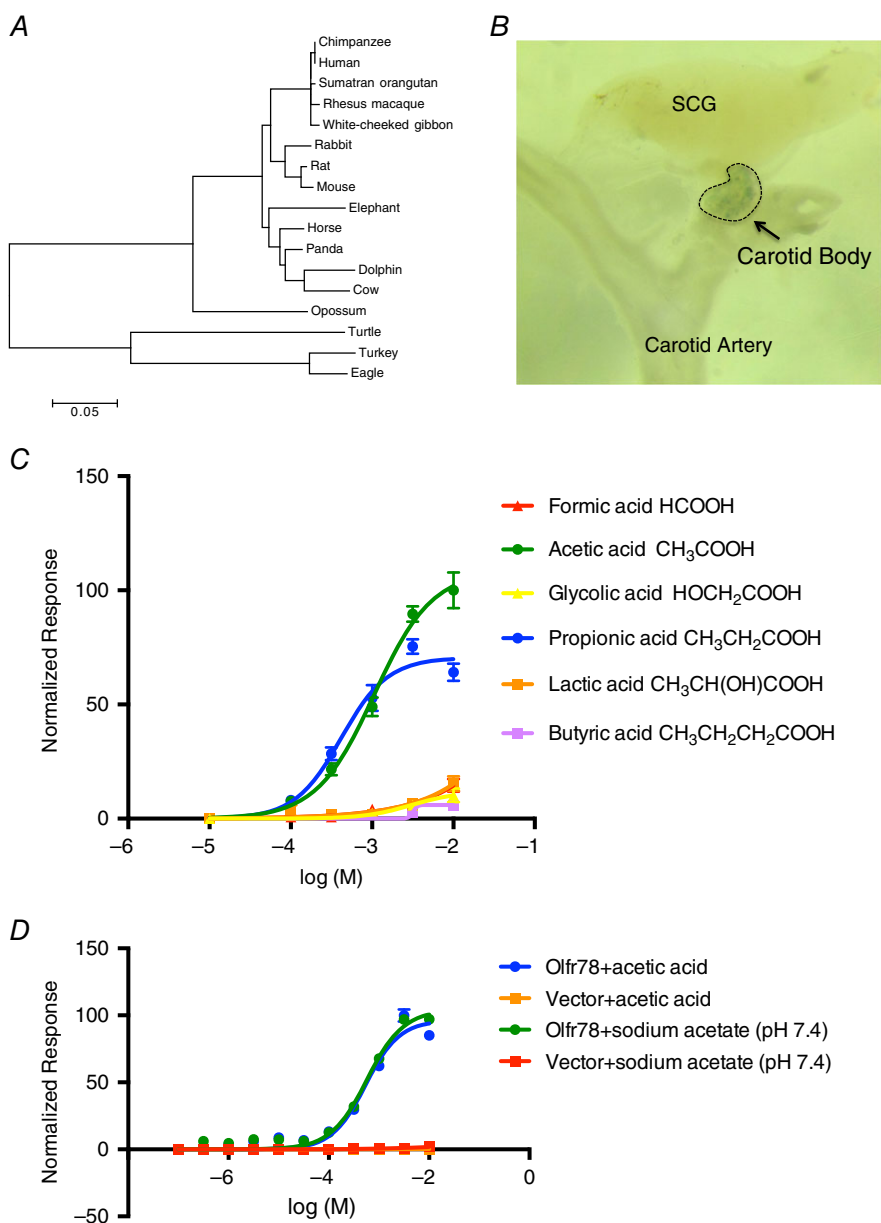 A
Chimpanzee
Human
Sumatran orangutan
Rhesus macaque
White-cheeked gibbon
Rabbit
Rat
Mouse
Elephant
Horse
Panda
Dolphin
Cow
Opossum
Turtle
Turkey
Eagle
0.05
B
SCG
Carotid Body
Carotid Artery
C
150
100
50
0
−6 −5 −4 −3 −2 −1
Normalized Response
log (M)
Formic acid HCOOH
Acetic acid CH₃COOH
Glycolic acid HOCH₂COOH
Propionic acid CH₃CH₂COOH
Lactic acid CH₃CH(OH)COOH
Butyric acid CH₃CH₂CH₂COOH
D
150
100
50
0
−50
−6 −4 −2 0
Normalized Response
log (M)
Olfr78+acetic acid
Vector+acetic acid
Olfr78+sodium acetate (pH 7.4)
Vector+sodium acetate (pH 7.4)